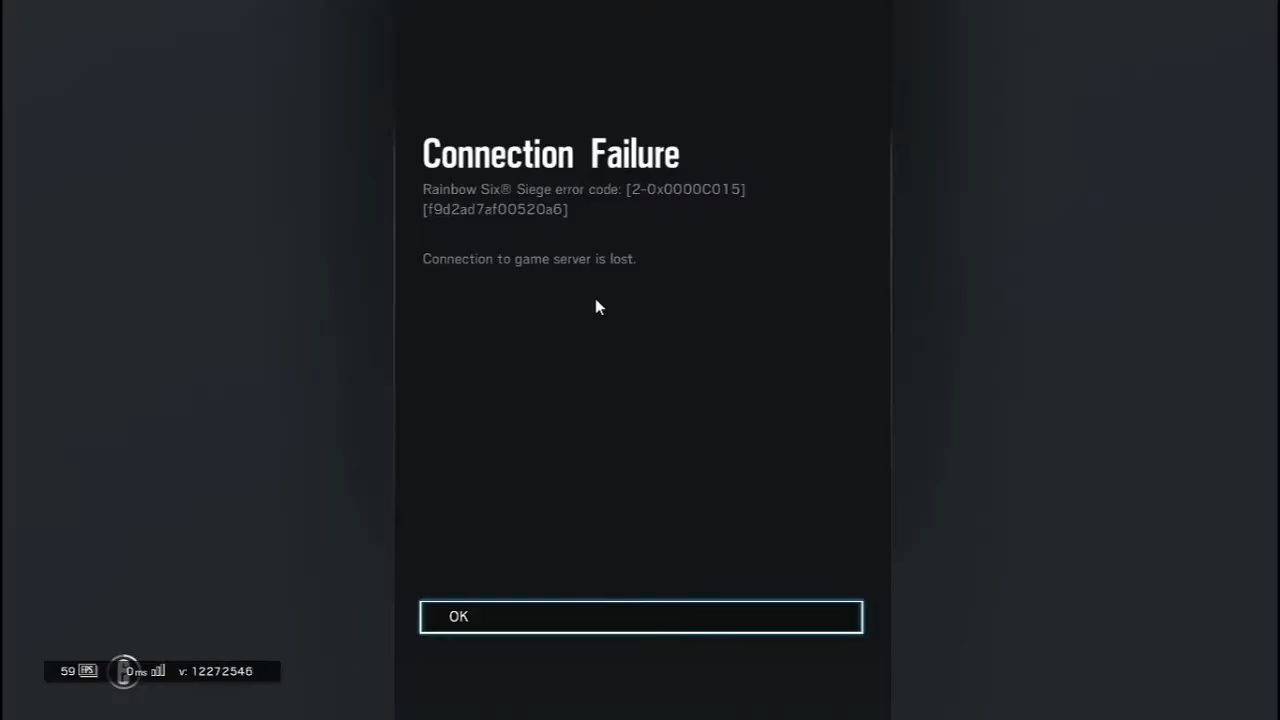 Connection Failure
Rainbow Six® Siege error code: [2-0x0000C015]
[f9d2ad7af00520a6]
Connection to game server is lost.
OK
59 FPS 0ms v: 12272546